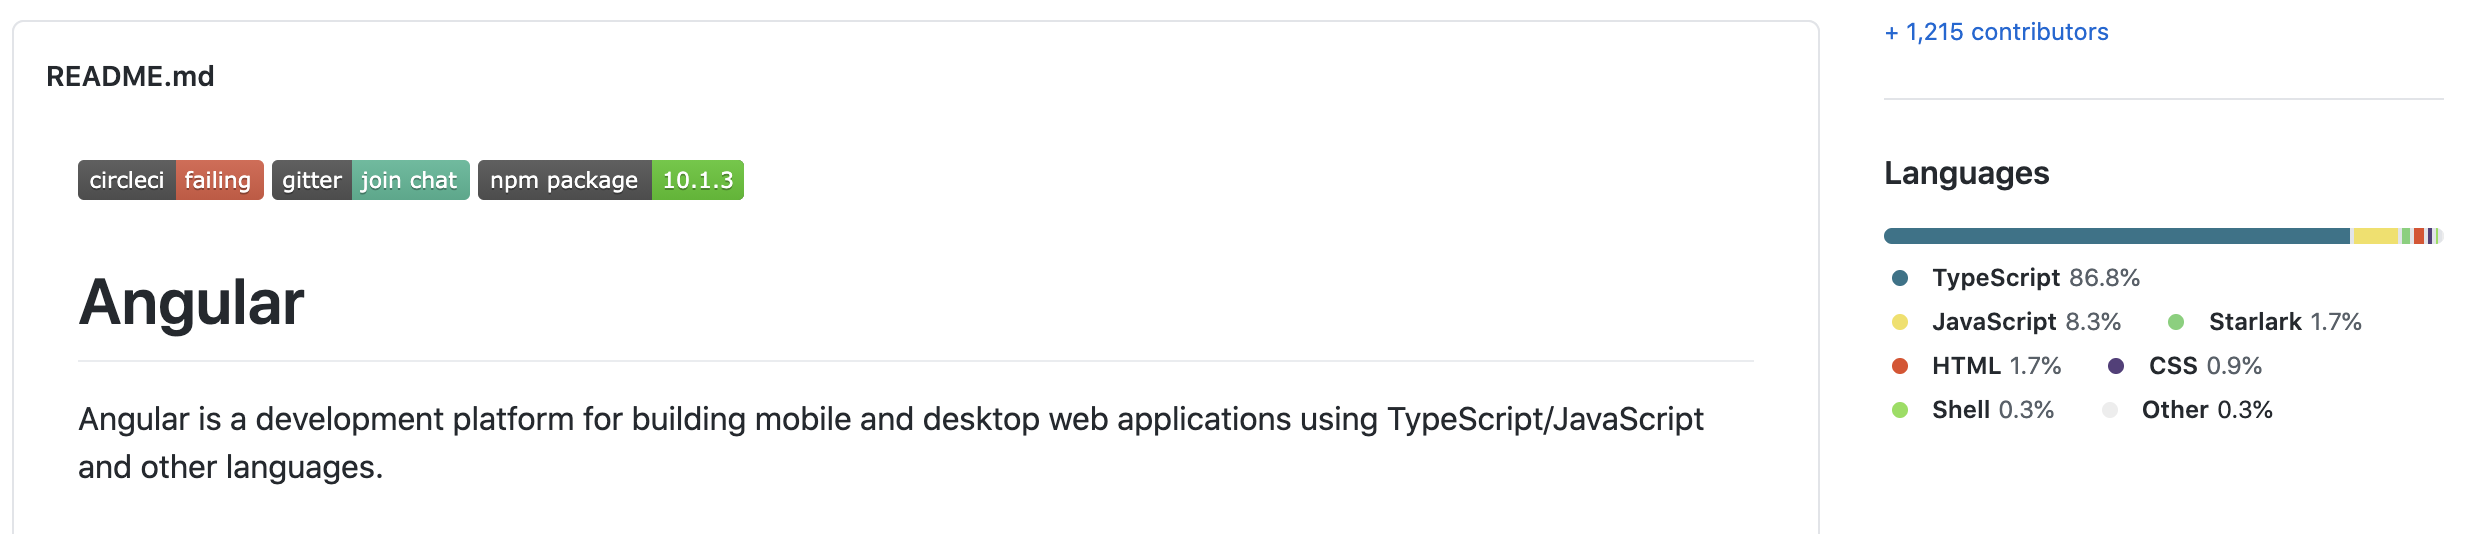 README.md
circleci failing gitter join chat npm package 10.1.3
Angular
Angular is a development platform for building mobile and desktop web applications using TypeScript/JavaScript
and other languages.
+ 1,215 contributors
Languages
TypeScript 86.8%
JavaScript 8.3% Starlark 1.7%
HTML 1.7% CSS 0.9%
Shell 0.3% Other 0.3%